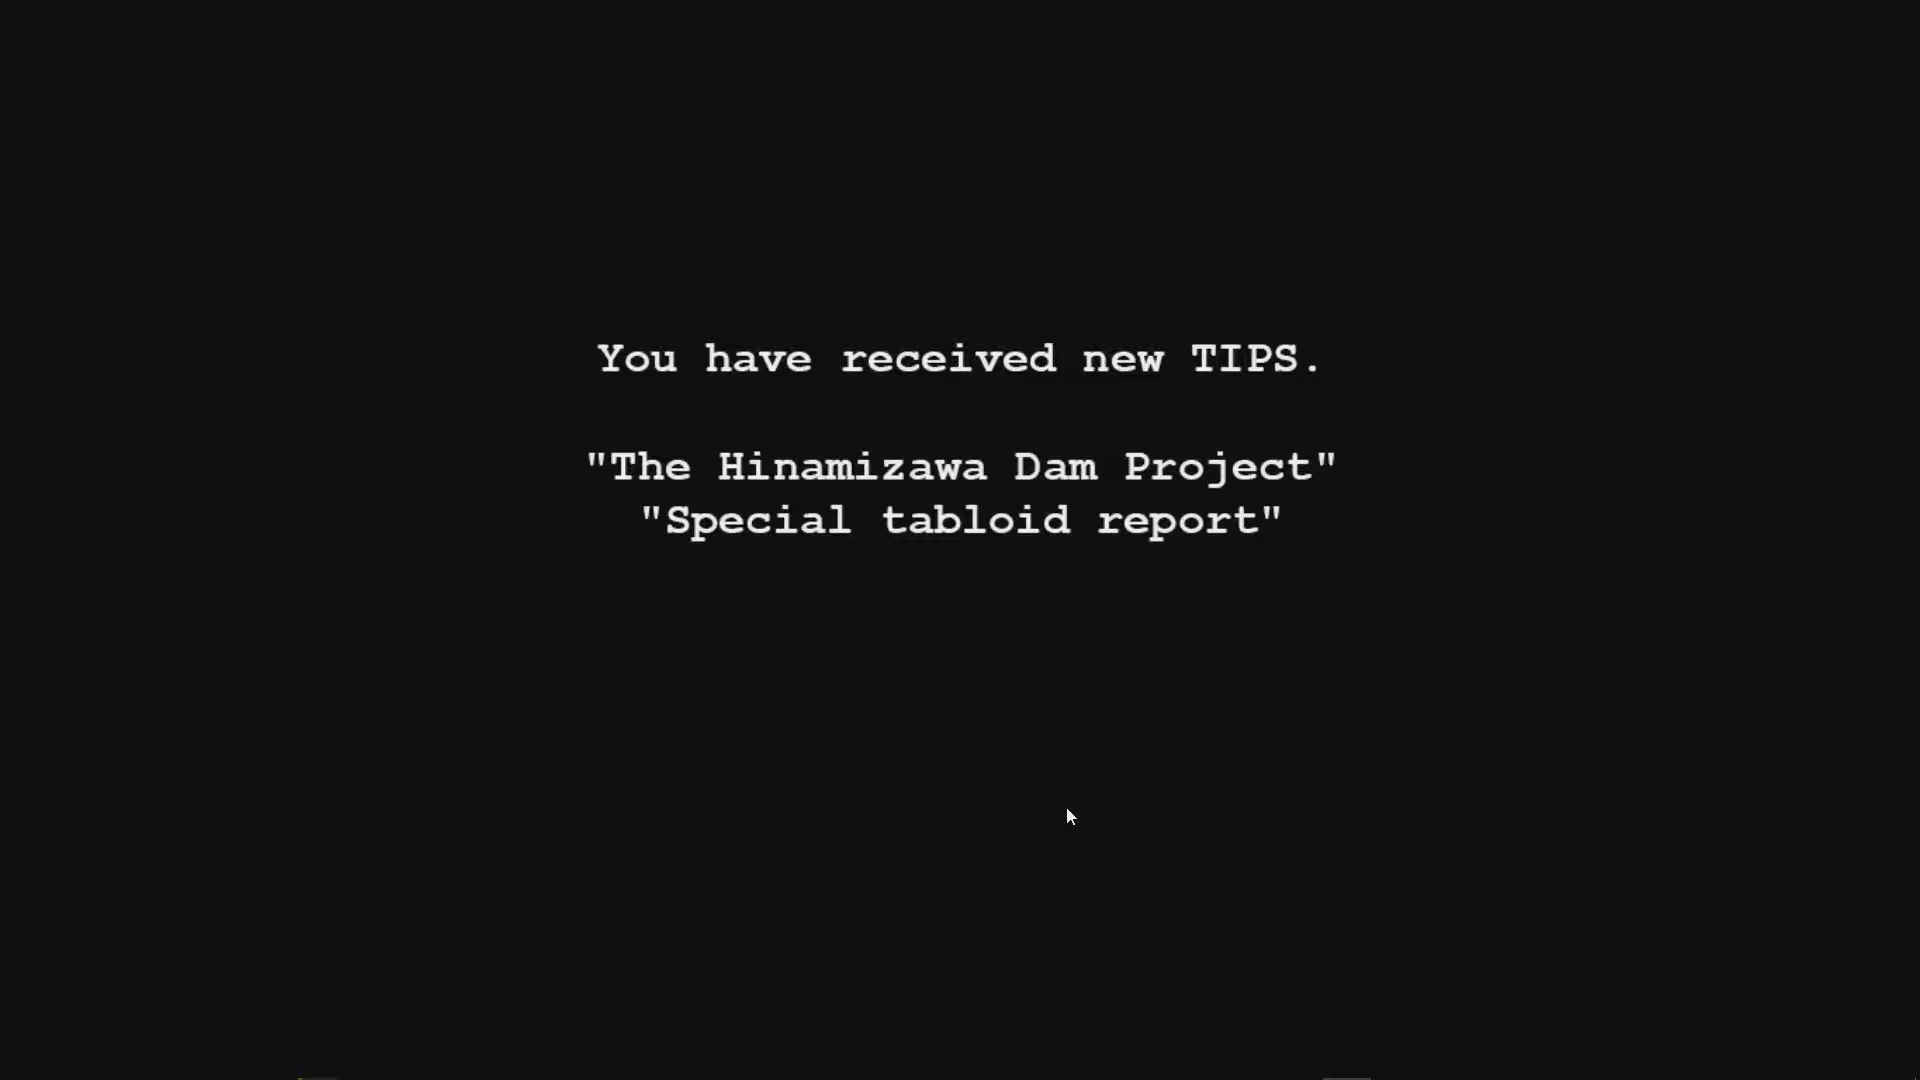 You have received new TIPS.
"The Hinamizawa Dam Project"
"Special tabloid report"